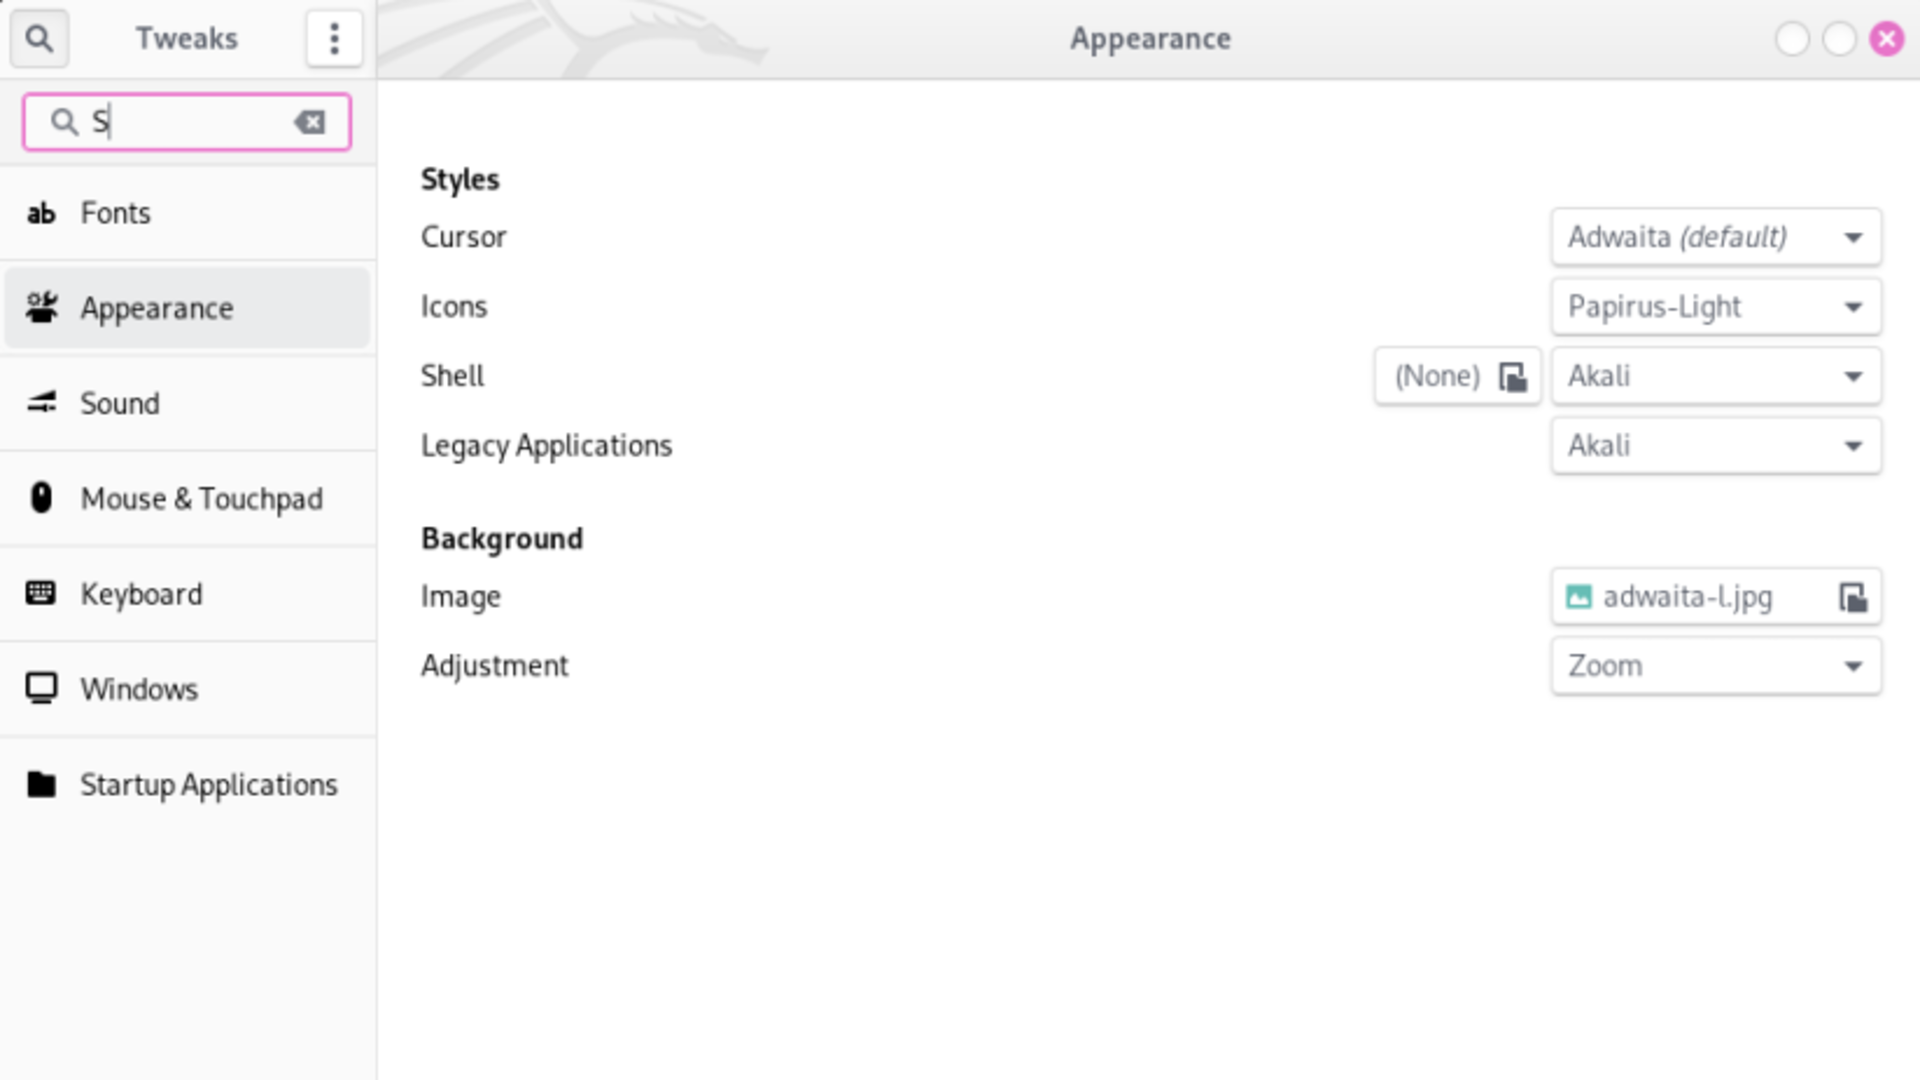 Tweaks
Appearance
S
ab Fonts
Appearance
Sound
Mouse & Touchpad
Keyboard
Windows
Startup Applications
Styles
Cursor Adwaita (default)
Icons Papirus-Light
Shell (None) Akali
Legacy Applications Akali
Background
Image adwaita-l.jpg
Adjustment Zoom